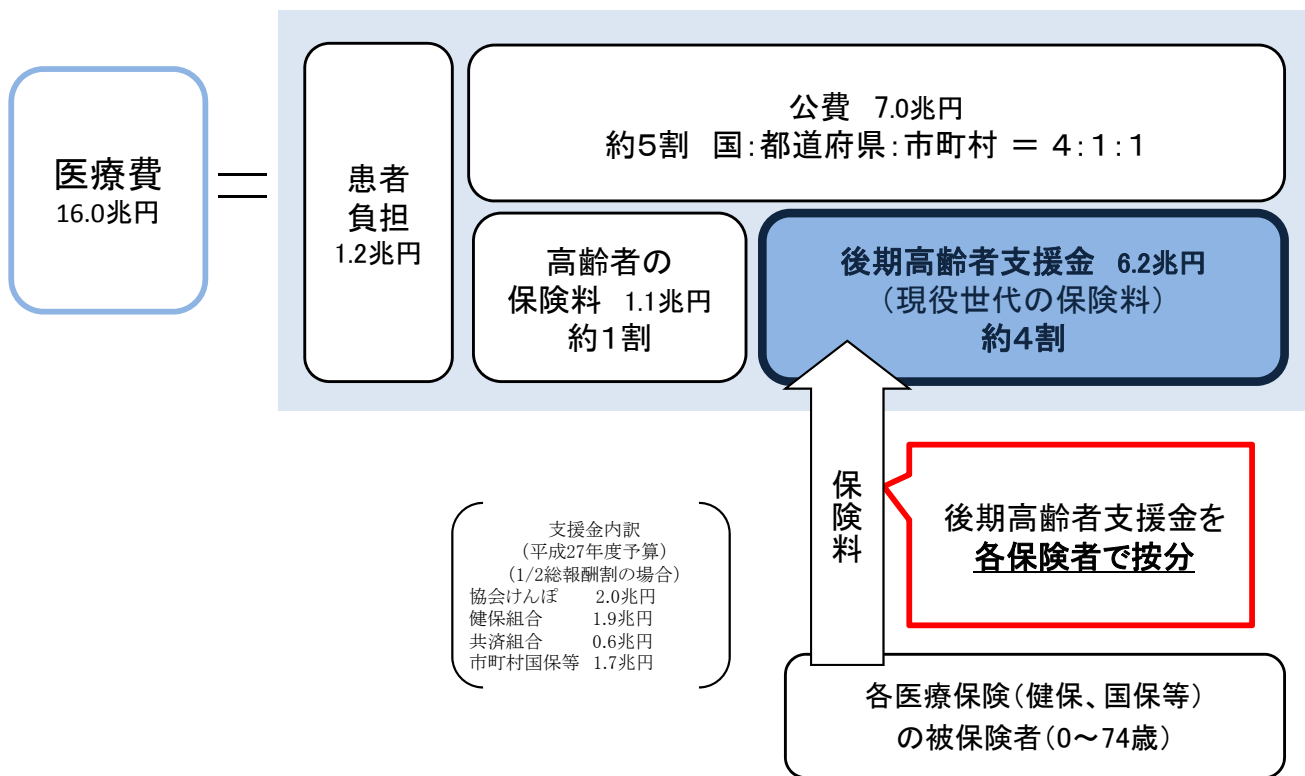 医療費
16.0兆円
患者
負担
1.2兆円
公費 7.0兆円
約5割 国:都道府県:市町村 = 4:1:1
高齢者の
保険料 1.1兆円
約1割
後期高齢者支援金 6.2兆円
(現役世代の保険料)
約4割
保険料
後期高齢者支援金を
各保険者で按分
支援金内訳
(平成27年度予算)
(1/2総報酬割の場合)
協会けんぽ 2.0兆円
健保組合 1.9兆円
共済組合 0.6兆円
市町村国保等 1.7兆円
各医療保険(健保、国保等)
の被保険者(0~74歳)